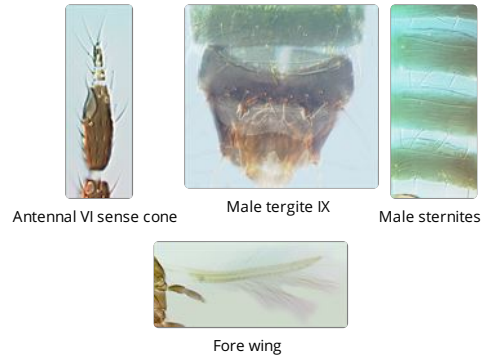 Antennal VI sense cone
Male tergite IX
Male sternites
Fore wing